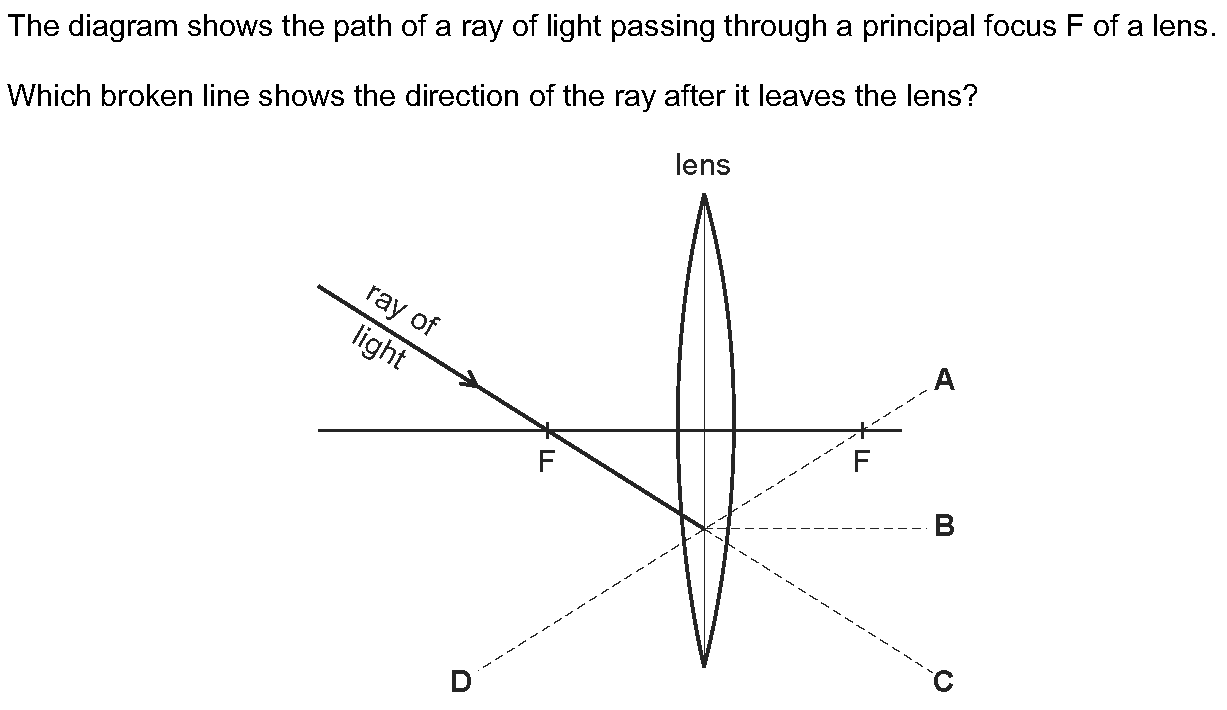 The diagram shows the path of a ray of light passing through a principal focus F of a lens.
Which broken line shows the direction of the ray after it leaves the lens?
lens
ray of
light
A
F
F
B
D
C